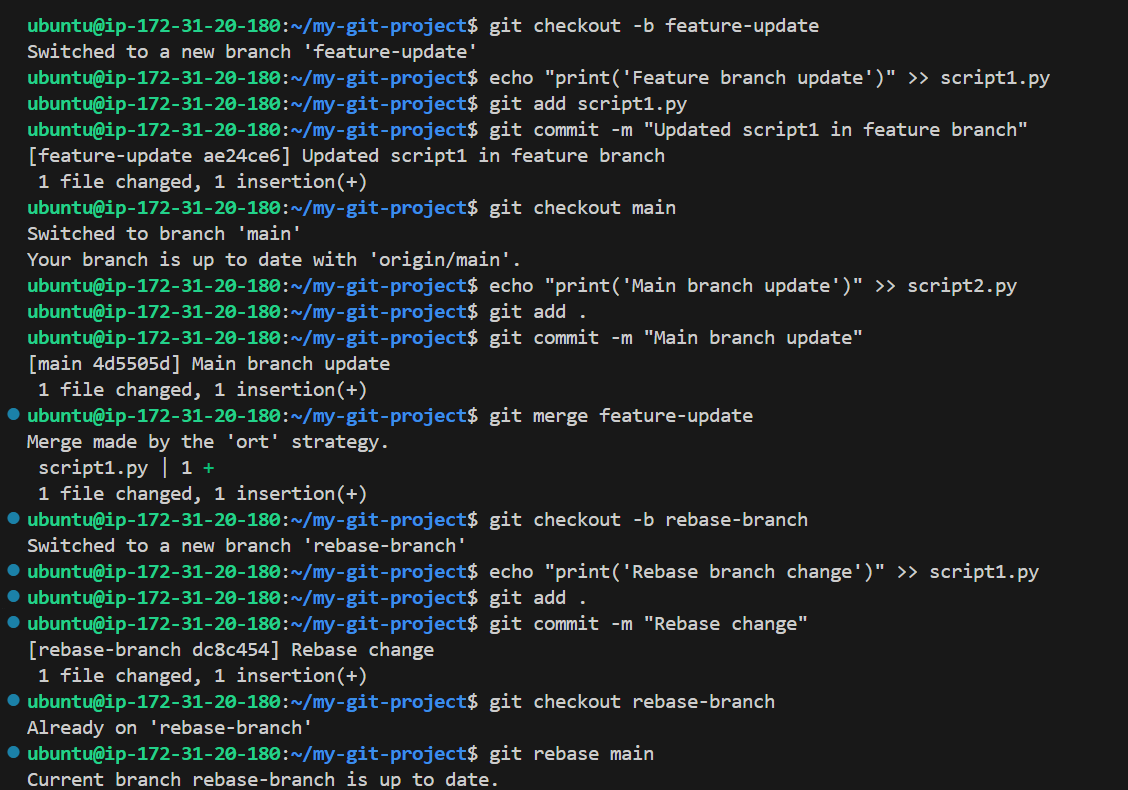 ubuntu@ip-172-31-20-180:~/my-git-project$ git checkout -b feature-update
Switched to a new branch 'feature-update'
ubuntu@ip-172-31-20-180:~/my-git-project$ echo "print('Feature branch update')" >> script1.py
ubuntu@ip-172-31-20-180:~/my-git-project$ git add script1.py
ubuntu@ip-172-31-20-180:~/my-git-project$ git commit -m "Updated script1 in feature branch"
[feature-update ae24ce6] Updated script1 in feature branch
 1 file changed, 1 insertion(+)
ubuntu@ip-172-31-20-180:~/my-git-project$ git checkout main
Switched to branch 'main'
Your branch is up to date with 'origin/main'.
ubuntu@ip-172-31-20-180:~/my-git-project$ echo "print('Main branch update')" >> script2.py
ubuntu@ip-172-31-20-180:~/my-git-project$ git add .
ubuntu@ip-172-31-20-180:~/my-git-project$ git commit -m "Main branch update"
[main 4d5505d] Main branch update
 1 file changed, 1 insertion(+)
ubuntu@ip-172-31-20-180:~/my-git-project$ git merge feature-update
Merge made by the 'ort' strategy.
 script1.py | 1 +
 1 file changed, 1 insertion(+)
ubuntu@ip-172-31-20-180:~/my-git-project$ git checkout -b rebase-branch
Switched to a new branch 'rebase-branch'
ubuntu@ip-172-31-20-180:~/my-git-project$ echo "print('Rebase branch change')" >> script1.py
ubuntu@ip-172-31-20-180:~/my-git-project$ git add .
ubuntu@ip-172-31-20-180:~/my-git-project$ git commit -m "Rebase change"
[rebase-branch dc8c454] Rebase change
 1 file changed, 1 insertion(+)
ubuntu@ip-172-31-20-180:~/my-git-project$ git checkout rebase-branch
Already on 'rebase-branch'
ubuntu@ip-172-31-20-180:~/my-git-project$ git rebase main
Current branch rebase-branch is up to date.